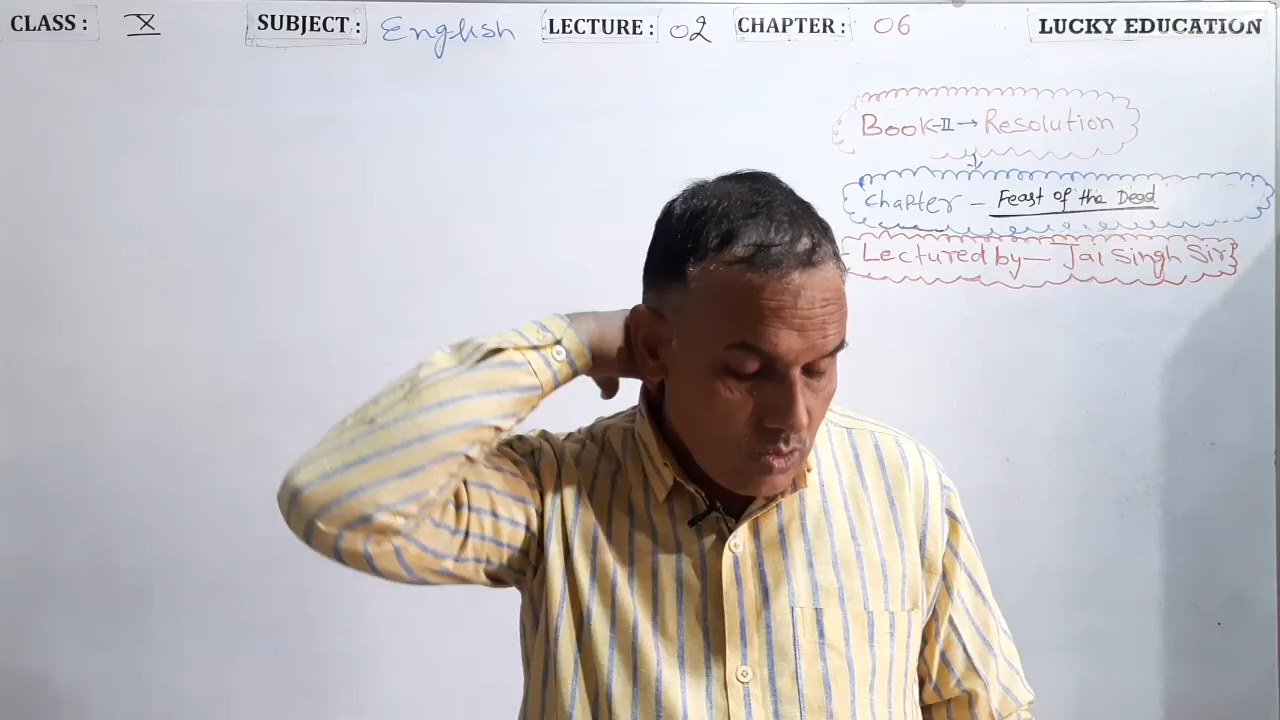 CLASS : X SUBJECT : English LECTURE : 02 CHAPTER : 06 LUCKY EDUCATION
Book-II → Resolution
Chapter - Feast of the Dead
Lectured by - Jai Singh Sir